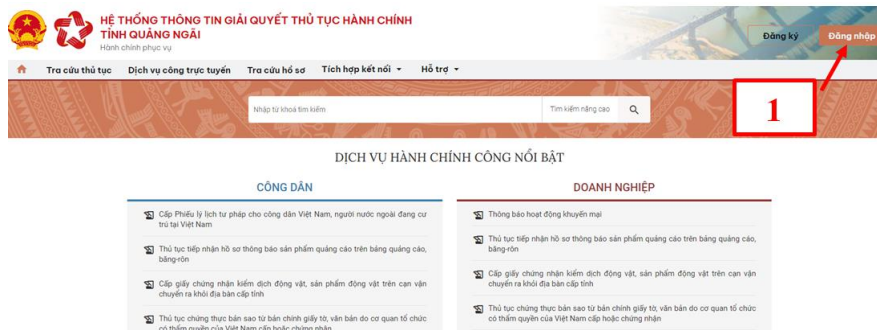 HỆ THỐNG THÔNG TIN GIẢI QUYẾT THỦ TỤC HÀNH CHÍNH
TỈNH QUẢNG NGÃI
Hành chính phục vụ
Đăng ký
Đăng nhập
Tra cứu thủ tục Dịch vụ công trực tuyến Tra cứu hồ sơ Tích hợp kết nối Hỗ trợ
Nhập từ khoá tìm kiếm
Tìm kiếm nâng cao
1
DỊCH VỤ HÀNH CHÍNH CÔNG NỔI BẬT
CÔNG DÂN
Cấp Phiếu lý lịch tư pháp cho công dân Việt Nam, người nước ngoài đang cư
trú tại Việt Nam
Thủ tục tiếp nhận hồ sơ thông báo sản phẩm quảng cáo trên bảng quảng cáo,
băng-rôn
Cấp giấy chứng nhận kiểm dịch động vật, sản phẩm động vật trên cạn vận
chuyển ra khỏi địa bàn cấp tỉnh
Thủ tục chứng thực bản sao từ bản chính giấy tờ, văn bản do cơ quan tổ chức
có thẩm quyền của Việt Nam cấp hoặc chứng nhận
DOANH NGHIỆP
Thông báo hoạt động khuyến mại
Thủ tục tiếp nhận hồ sơ thông báo sản phẩm quảng cáo trên bảng quảng cáo,
băng-rôn
Cấp giấy chứng nhận kiểm dịch động vật, sản phẩm động vật trên cạn vận
chuyển ra khỏi địa bàn cấp tỉnh
Thủ tục chứng thực bản sao từ bản chính giấy tờ, văn bản do cơ quan tổ chức
có thẩm quyền của Việt Nam cấp hoặc chứng nhận